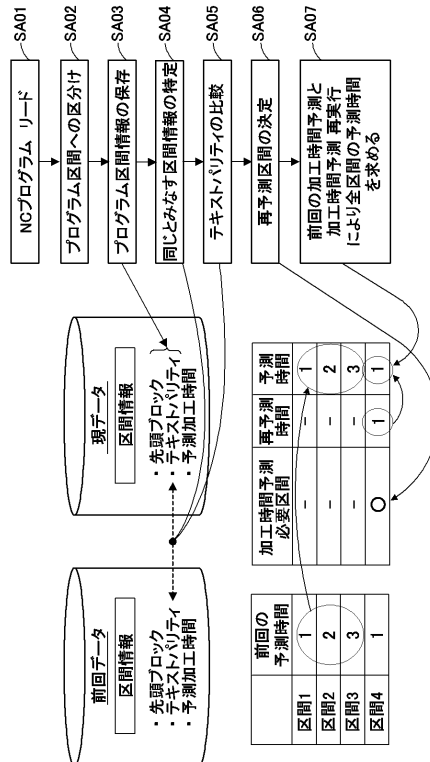 SA01
NCプログラム リード
SA02
プログラム区間への区分け
SA03
プログラム区間情報の保存
SA04
同じとみなす区間情報の特定
SA05
テキストパリティの比較
SA06
再予測区間の決定
SA07
前回の加工時間予測と
加工時間予測 再実行
により全区間の予測時間
を求める
前回データ
区間情報
・先頭ブロック
・テキストパリティ
・予測加工時間
現データ
区間情報
・先頭ブロック
・テキストパリティ
・予測加工時間
前回の
予測時間
区間1 1
区間2 2
区間3 3
区間4 1
加工時間予測
必要区間
再予測
時間
予測
時間
- - 1
- - 2
- - 3
○ 1 1